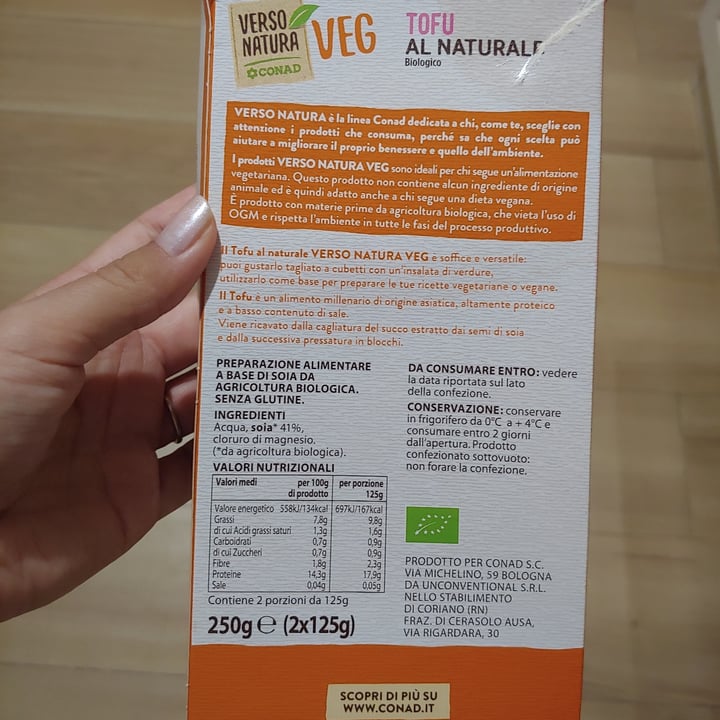 VERSO
NATURA
CONAD
VEG
TOFU
AL NATURALE
Biologico
VERSO NATURA è la linea Conad dedicata a chi, come te, sceglie con
attenzione i prodotti che consuma, perché sa che ogni scelta può
aiutare a migliorare il proprio benessere e quello dell'ambiente.
I prodotti VERSO NATURA VEG sono ideali per chi segue un'alimentazione
vegetariana. Questo prodotto non contiene alcun ingrediente di origine
animale ed è quindi adatto anche a chi segue una dieta vegana.
È prodotto con materie prime da agricoltura biologica, che vieta l'uso di
OGM e rispetta l'ambiente in tutte le fasi del processo produttivo.
Il Tofu al naturale VERSO NATURA VEG è soffice e versatile:
puoi gustarlo tagliato a cubetti con un'insalata di verdure,
utilizzarlo come base per preparare le tue ricette vegetariane o vegane.
Il Tofu è un alimento millenario di origine asiatica, altamente proteico
e a basso contenuto di sale.
Viene ricavato dalla cagliatura del succo estratto dai semi di soia
e dalla successiva pressatura in blocchi.
PREPARAZIONE ALIMENTARE
A BASE DI SOIA DA
AGRICOLTURA BIOLOGICA.
SENZA GLUTINE.
INGREDIENTI
Acqua, soia* 41%,
cloruro di magnesio.
(*da agricoltura biologica).
VALORI NUTRIZIONALI
Valori medi per 100g di prodotto per porzione 125g
Valore energetico 558kJ/134kcal 697kJ/167kcal
Grassi 7,8g 9,8g
di cui Acidi grassi saturi 1,3g 1,6g
Carboidrati 0,7g 0,9g
di cui Zuccheri 0,7g 0,9g
Fibre 1,8g 2,3g
Proteine 14,3g 17,9g
Sale 0,04g 0,05g
Contiene 2 porzioni da 125g
250g e (2x125g)
DA CONSUMARE ENTRO: vedere
la data riportata sul lato
della confezione.
CONSERVAZIONE: conservare
in frigorifero da 0°C a + 4°C e
consumare entro 2 giorni
dall'apertura. Prodotto
confezionato sottovuoto:
non forare la confezione.
PRODOTTO PER CONAD S.C.
VIA MICHELINO, 59 BOLOGNA
DA UNCONVENTIONAL S.R.L.
NELLO STABILIMENTO
DI CORIANO (RN)
FRAZ. DI CERASOLO AUSA,
VIA RIGARDARA, 30
SCOPRI DI PIÙ SU
WWW.CONAD.IT